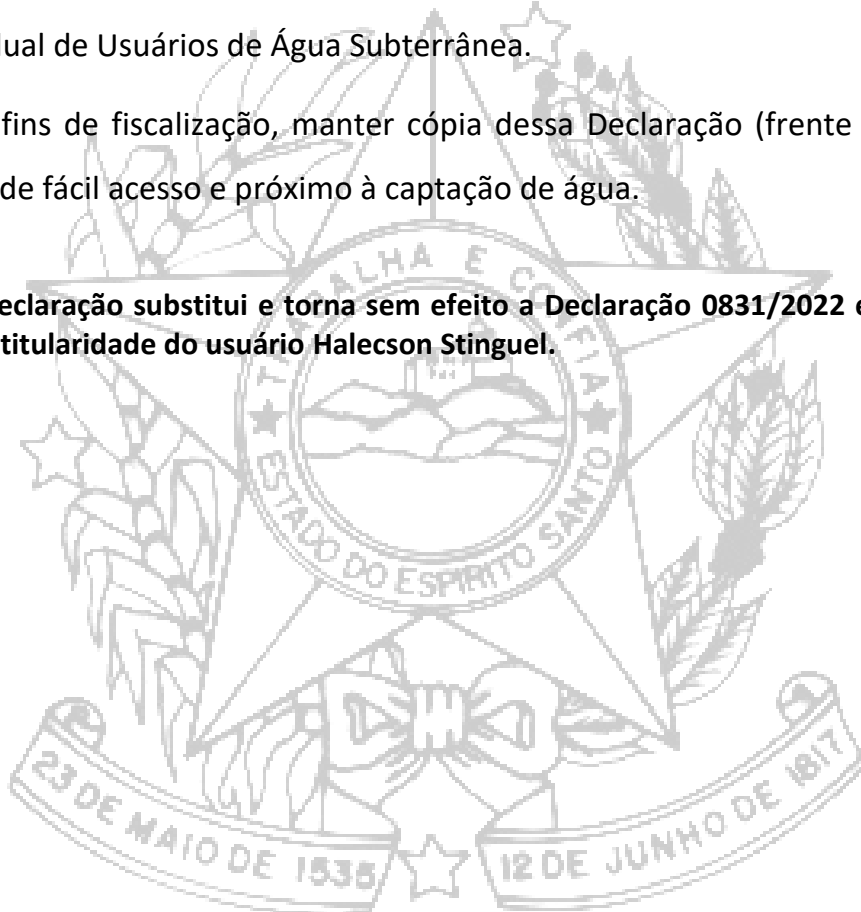 dual de Usuários de Água Subterrânea.
fins de fiscalização, manter cópia dessa Declaração (frente
de fácil acesso e próximo à captação de água.
eclaração substitui e torna sem efeito a Declaração 0831/2022 e
titularidade do usuário Halecson Stinguel.
TRABALHA E CONFIA
ESTADO DO ESPIRITO SANTO
23 DE MAIO DE 1535
12 DE JUNHO DE 1817